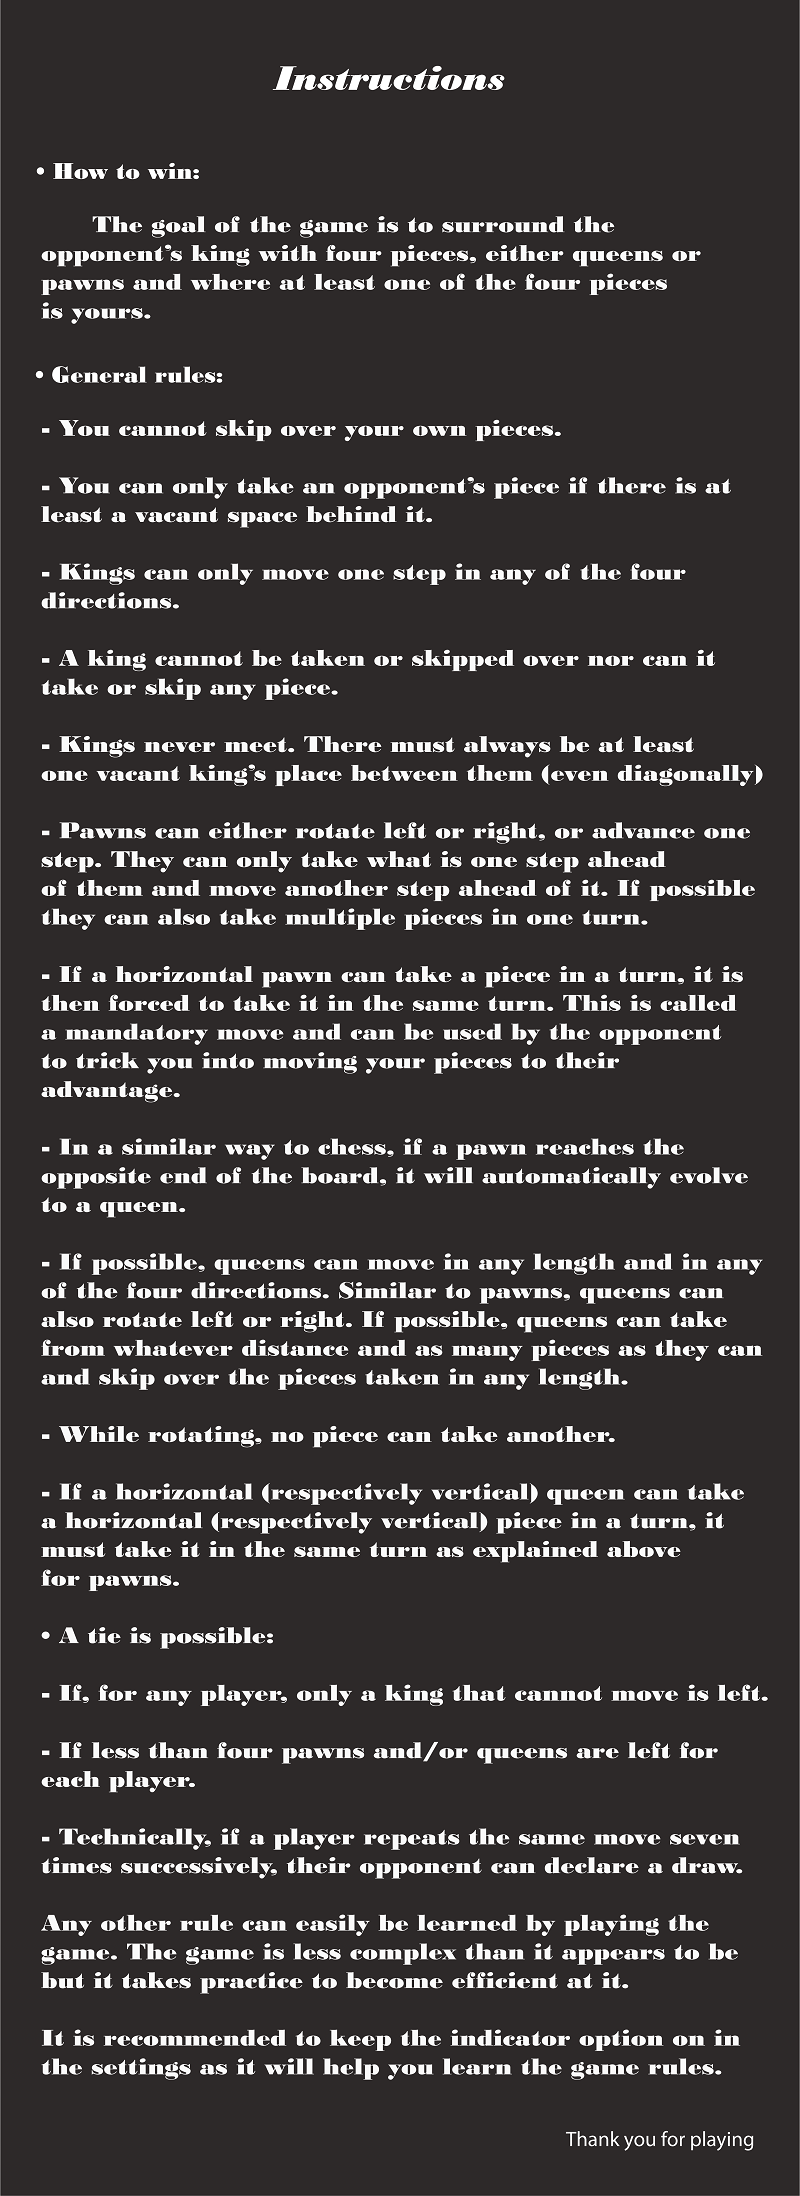 Instructions
• How to win:
The goal of the game is to surround the
opponent's king with four pieces, either queens or
pawns and where at least one of the four pieces
is yours.
• General rules:
- You cannot skip over your own pieces.
- You can only take an opponent's piece if there is at
least a vacant space behind it.
- Kings can only move one step in any of the four
directions.
- A king cannot be taken or skipped over nor can it
take or skip any piece.
- Kings never meet. There must always be at least
one vacant king's place between them (even diagonally)
- Pawns can either rotate left or right, or advance one
step. They can only take what is one step ahead
of them and move another step ahead of it. If possible
they can also take multiple pieces in one turn.
- If a horizontal pawn can take a piece in a turn, it is
then forced to take it in the same turn. This is called
a mandatory move and can be used by the opponent
to trick you into moving your pieces to their
advantage.
- In a similar way to chess, if a pawn reaches the
opposite end of the board, it will automatically evolve
to a queen.
- If possible, queens can move in any length and in any
of the four directions. Similar to pawns, queens can
also rotate left or right. If possible, queens can take
from whatever distance and as many pieces as they can
and skip over the pieces taken in any length.
- While rotating, no piece can take another.
- If a horizontal (respectively vertical) queen can take
a horizontal (respectively vertical) piece in a turn, it
must take it in the same turn as explained above
for pawns.
• A tie is possible:
- If, for any player, only a king that cannot move is left.
- If less than four pawns and/or queens are left for
each player.
- Technically, if a player repeats the same move seven
times successively, their opponent can declare a draw.
Any other rule can easily be learned by playing the
game. The game is less complex than it appears to be
but it takes practice to become efficient at it.
It is recommended to keep the indicator option on in
the settings as it will help you learn the game rules.
Thank you for playing